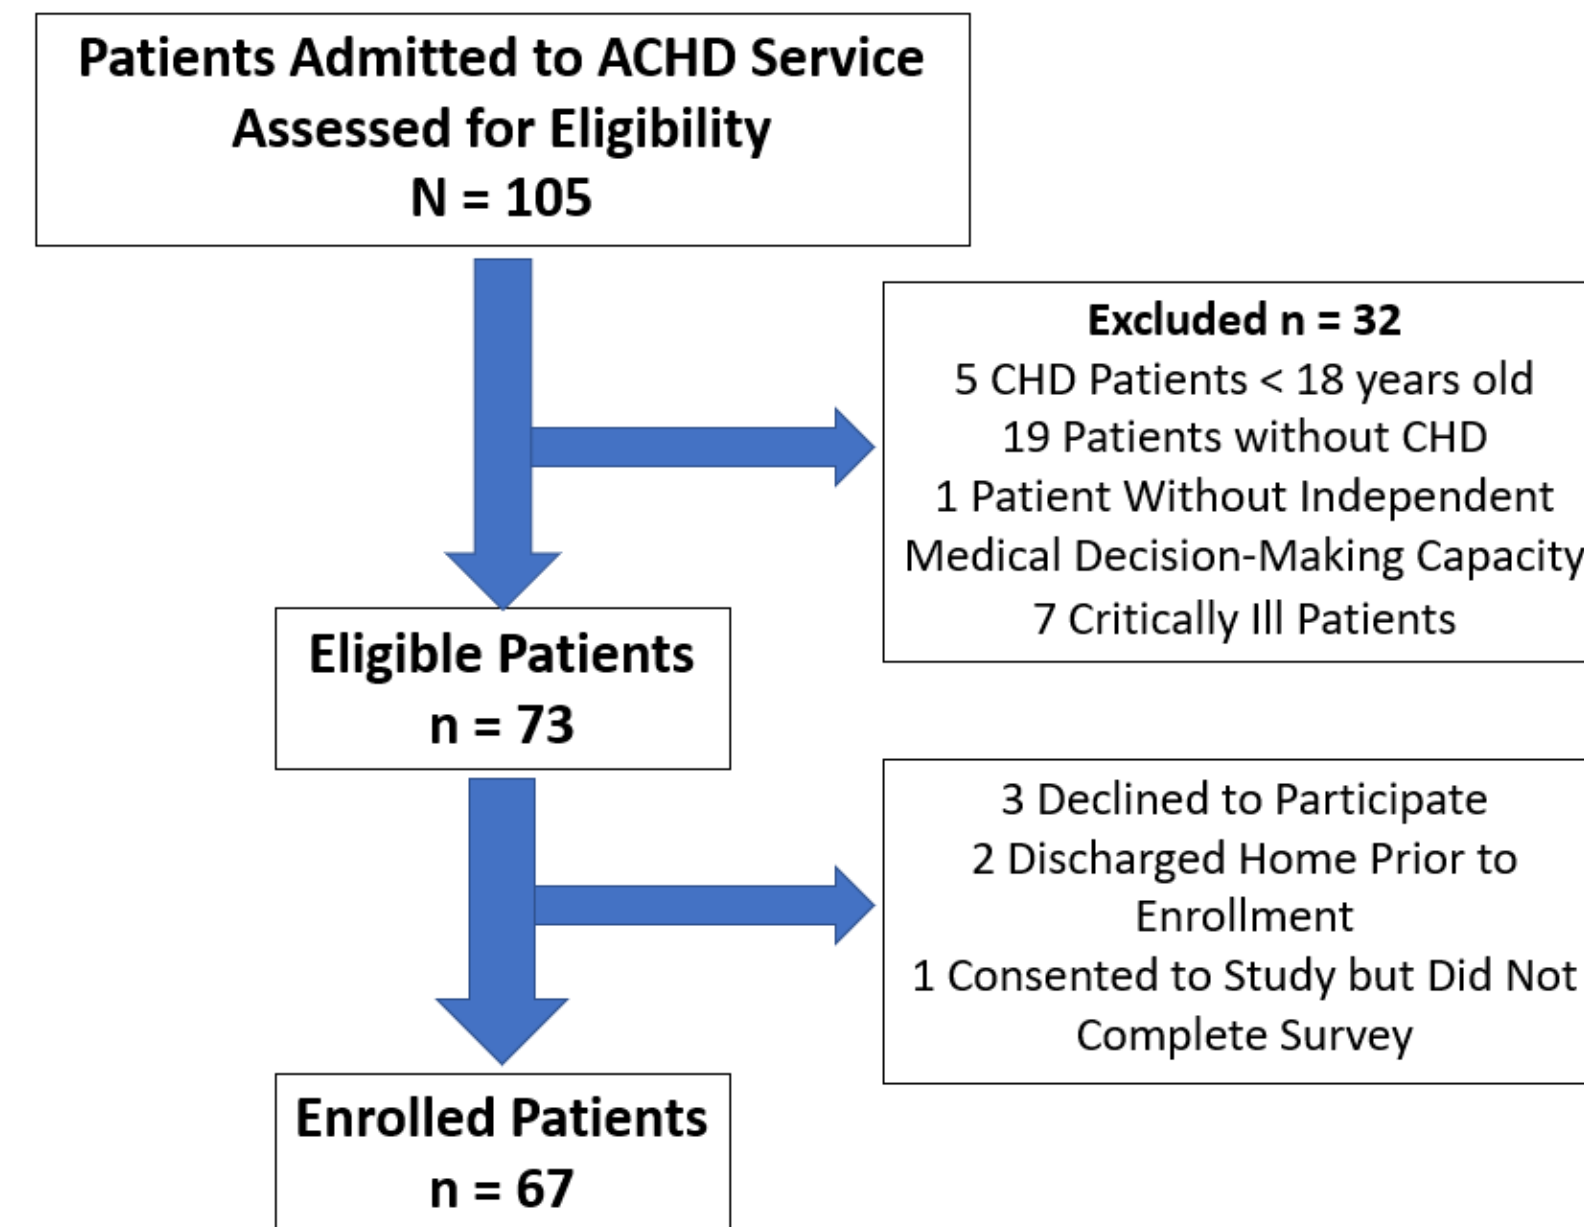 Patients Admitted to ACHD Service
Assessed for Eligibility
N = 105
Excluded n = 32
5 CHD Patients < 18 years old
19 Patients without CHD
1 Patient Without Independent
Medical Decision-Making Capacity
7 Critically Ill Patients
Eligible Patients
n = 73
3 Declined to Participate
2 Discharged Home Prior to
Enrollment
1 Consented to Study but Did Not
Complete Survey
Enrolled Patients
n = 67